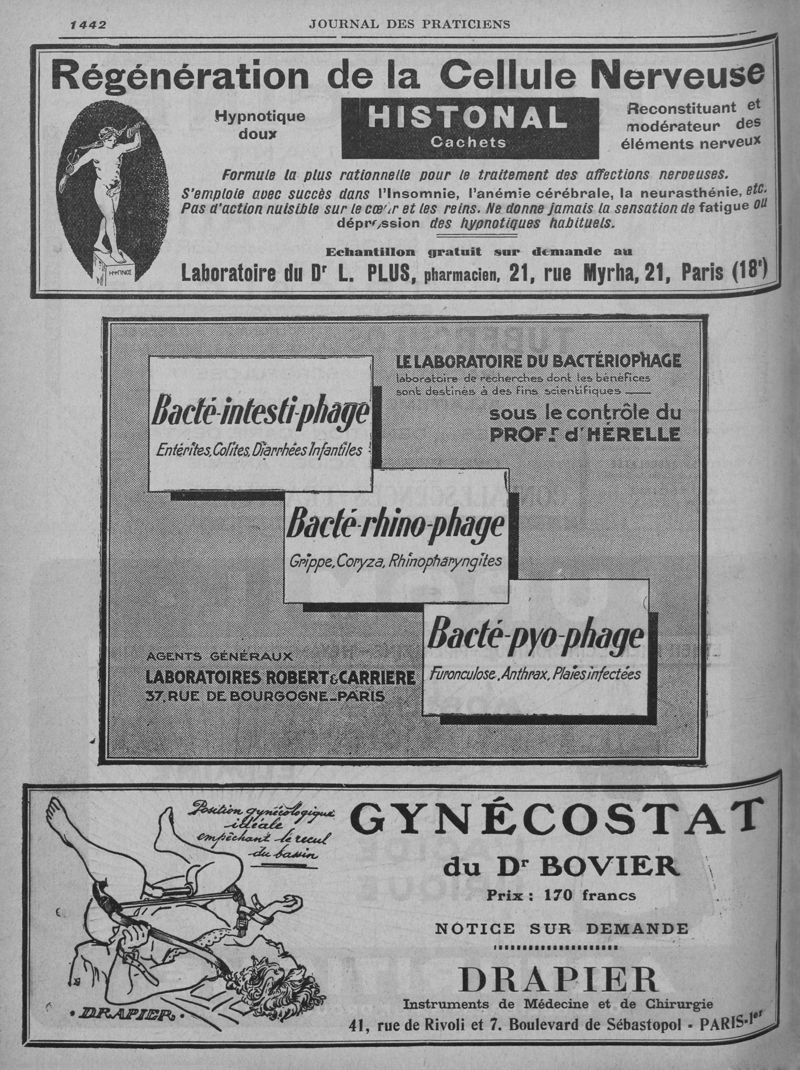 1442
JOURNAL DES PRATICIENS
Régénération de la Cellule Nerveuse
Hypnotique
doux
HISTONAL
Cachets
Reconstituant et
modérateur des
éléments nerveux
Formule la plus rationnelle pour le traitement des affections nerveuses.
S'emploie avec succès dans l'Insomnie, l'anémie cérébrale, la neurasthénie, etc.
Pas d'action nuisible sur le cœur et les reins. Ne donne jamais la sensation de fatigue ou
dépression des hypnotiques habituels.
Echantillon gratuit sur demande au
Laboratoire du Dr L. PLUS, pharmacien, 21, rue Myrha, 21, Paris (18e)
LE LABORATOIRE DU BACTÉRIOPHAGE
laboratoire de recherches dont les bénéfices
sont destinés à des fins scientifiques
sous le contrôle du
PROFr d'HÉRELLE
Bacté-intesti-phage
Entérites, Colites, Diarrhées Infantiles
Bacté-rhino-phage
Grippe, Coryza, Rhinopharyngites
Bacté-pyo-phage
Furonculose, Anthrax, Plaies infectées
AGENTS GÉNÉRAUX
LABORATOIRES ROBERT & CARRIERE
37, RUE DE BOURGOGNE_PARIS
Position gynécologique
idéale
empêchant le recul
du bassin
DRAPIER.
GYNÉCOSTAT
du Dr BOVIER
Prix : 170 francs
NOTICE SUR DEMANDE
DRAPIER
Instruments de Médecine et de Chirurgie
41, rue de Rivoli et 7. Boulevard de Sébastopol - PARIS-1er